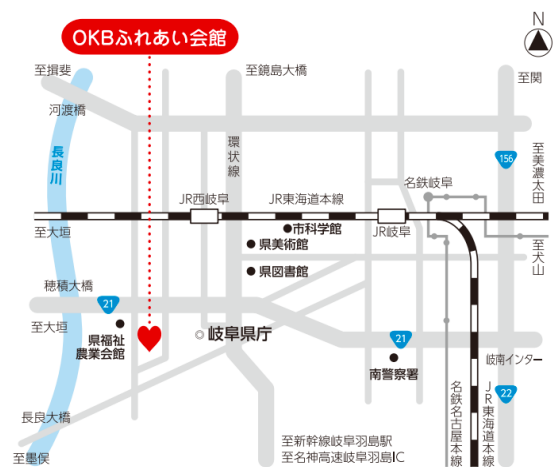 OKBふれあい会館
N
至揖斐
至鏡島大橋
至関
河渡橋
長良川
環状線
156
至美濃太田
名鉄岐阜
JR西岐阜
JR東海道本線
市科学館
JR岐阜
至大垣
県美術館
至犬山
県図書館
穂積大橋
21
至大垣
県福祉
農業会館
岐阜県庁
21
岐南インター
南警察署
22
長良大橋
名鉄名古屋本線
JR東海道本線
至墨俣
至新幹線岐阜羽島駅
至名神高速岐阜羽島IC